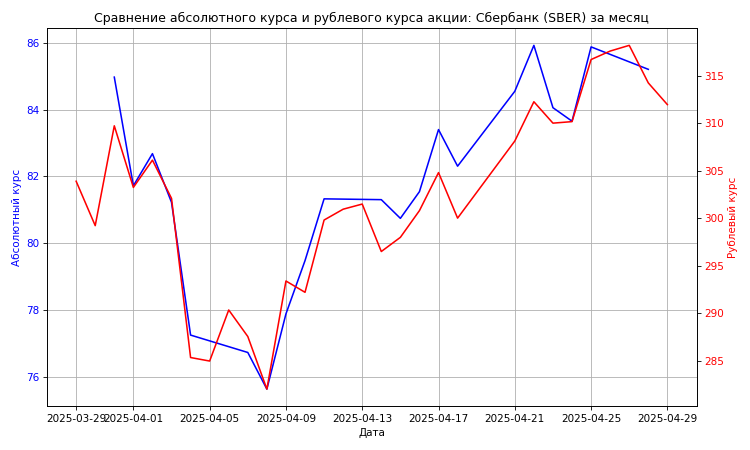 Сравнение абсолютного курса и рублевого курса акции: Сбербанк (SBER) за месяц
Абсолютный курс
86
84
82
80
78
76
315
310
305
300
295
290
285
Рублевый курс
2025-03-29 2025-04-01 2025-04-05 2025-04-09 2025-04-13 2025-04-17 2025-04-21 2025-04-25 2025-04-29
Дата